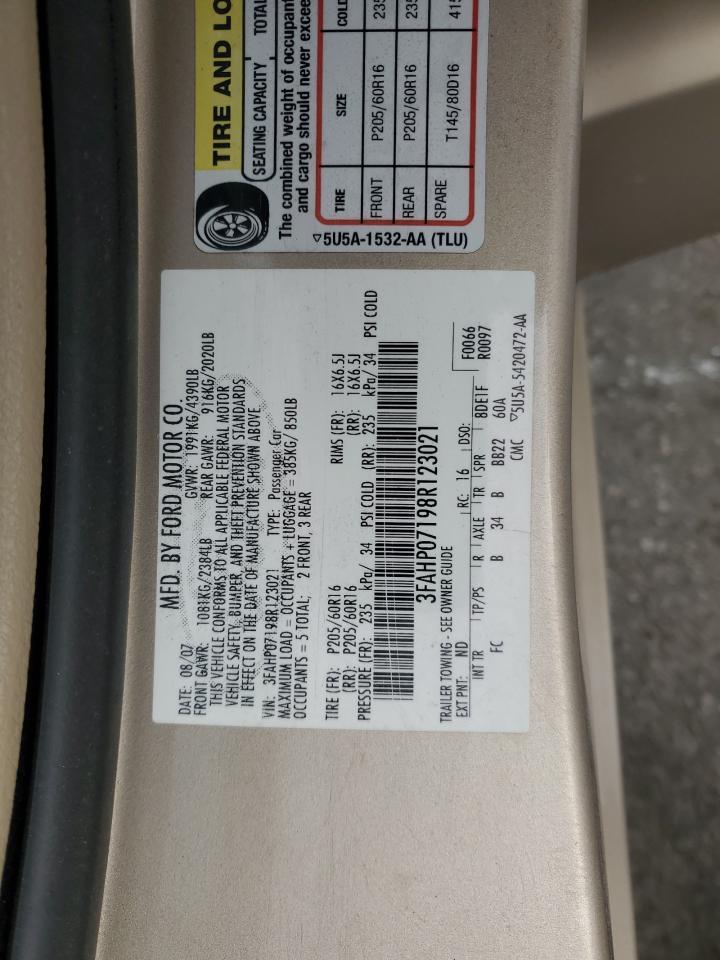 TIRE AND LO
SEATING CAPACITY TOTAL
The combined weight of occupant
and cargo should never exceed
TIRE SIZE COLD
FRONT P205/60R16 235
REAR P205/60R16 235
SPARE T145/80D16 415
5U5A-1532-AA (TLU)
MFD. BY FORD MOTOR CO.
DATE: 08/07 GVWR: 1991KG/4390LB
FRONT GAWR: 1081KG/2384LB REAR GAWR: 916KG/2020LB
THIS VEHICLE CONFORMS TO ALL APPLICABLE FEDERAL MOTOR
VEHICLE SAFETY, BUMPER, AND THEFT PREVENTION STANDARDS
IN EFFECT ON THE DATE OF MANUFACTURE SHOWN ABOVE
VIN: 3FAHP07198R123021 TYPE: Passenger Car
MAXIMUM LOAD = OCCUPANTS + LUGGAGE = 385KG/ 850LB
OCCUPANTS = 5 TOTAL; 2 FRONT, 3 REAR
TIRE (FR): P205/60R16 RIMS (FR): 16X6.5J
(RR): P205/60R16 (RR): 16X6.5J
PRESSURE (FR): 235 kPa/ 34 PSI COLD (RR): 235 kPa/ 34 PSI COLD
3FAHP07198R123021
TRAILER TOWING - SEE OWNER GUIDE F0066
EXT PNT: ND RC: 16 DSO: R0097
INT TR TP/PS R AXLE TR SPR 8DE1F
FC B 34 B BB22 60A
CMC 5U5A-5420472-AA